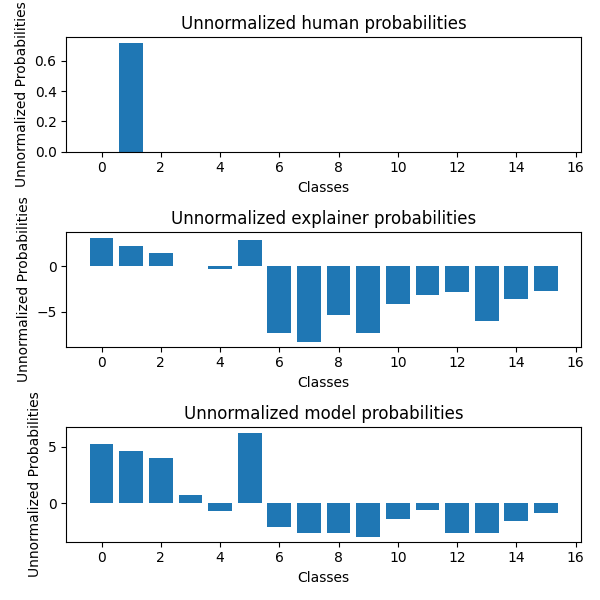 Unnormalized human probabilities
Unnormalized Probabilities
0.6
0.4
0.2
0.0
0 2 4 6 8 10 12 14 16
Classes
Unnormalized explainer probabilities
Unnormalized Probabilities
0
−5
0 2 4 6 8 10 12 14 16
Classes
Unnormalized model probabilities
Unnormalized Probabilities
5
0
0 2 4 6 8 10 12 14 16
Classes